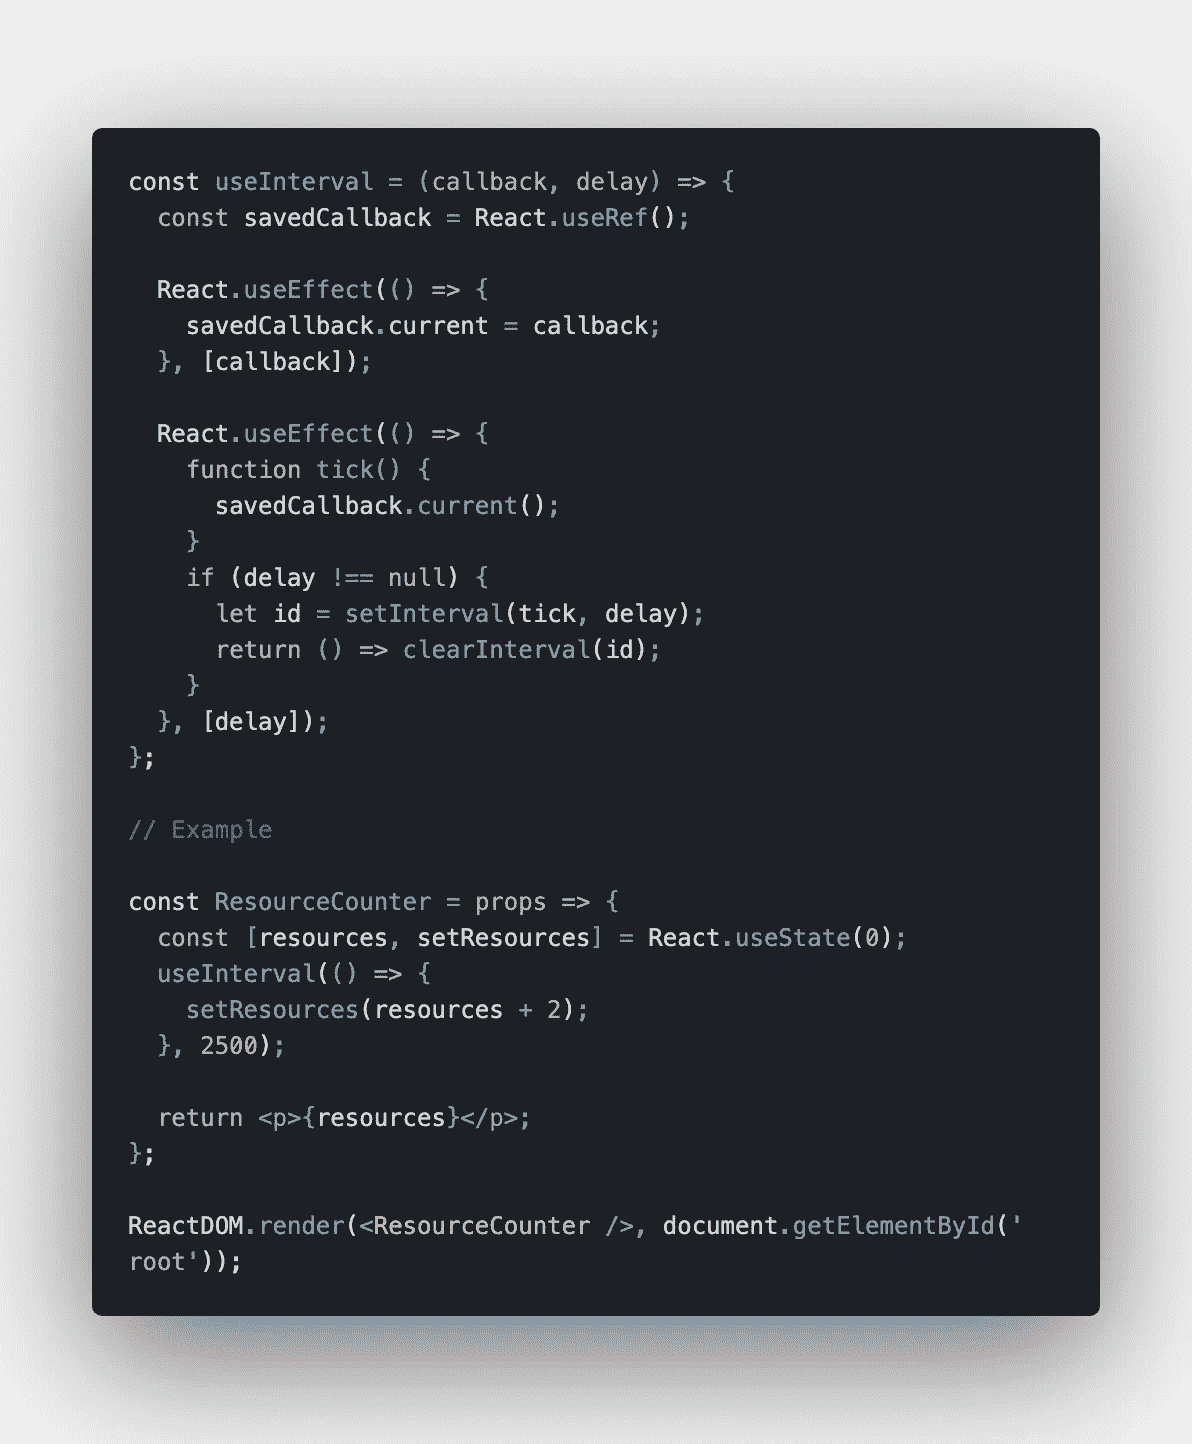 const useInterval = (callback, delay) => {
  const savedCallback = React.useRef();

  React.useEffect(() => {
    savedCallback.current = callback;
  }, [callback]);

  React.useEffect(() => {
    function tick() {
      savedCallback.current();
    }
    if (delay !== null) {
      let id = setInterval(tick, delay);
      return () => clearInterval(id);
    }
  }, [delay]);
};

// Example

const ResourceCounter = props => {
  const [resources, setResources] = React.useState(0);
  useInterval(() => {
    setResources(resources + 2);
  }, 2500);

  return <p>{resources}</p>;
};

ReactDOM.render(<ResourceCounter />, document.getElementById('
root'));